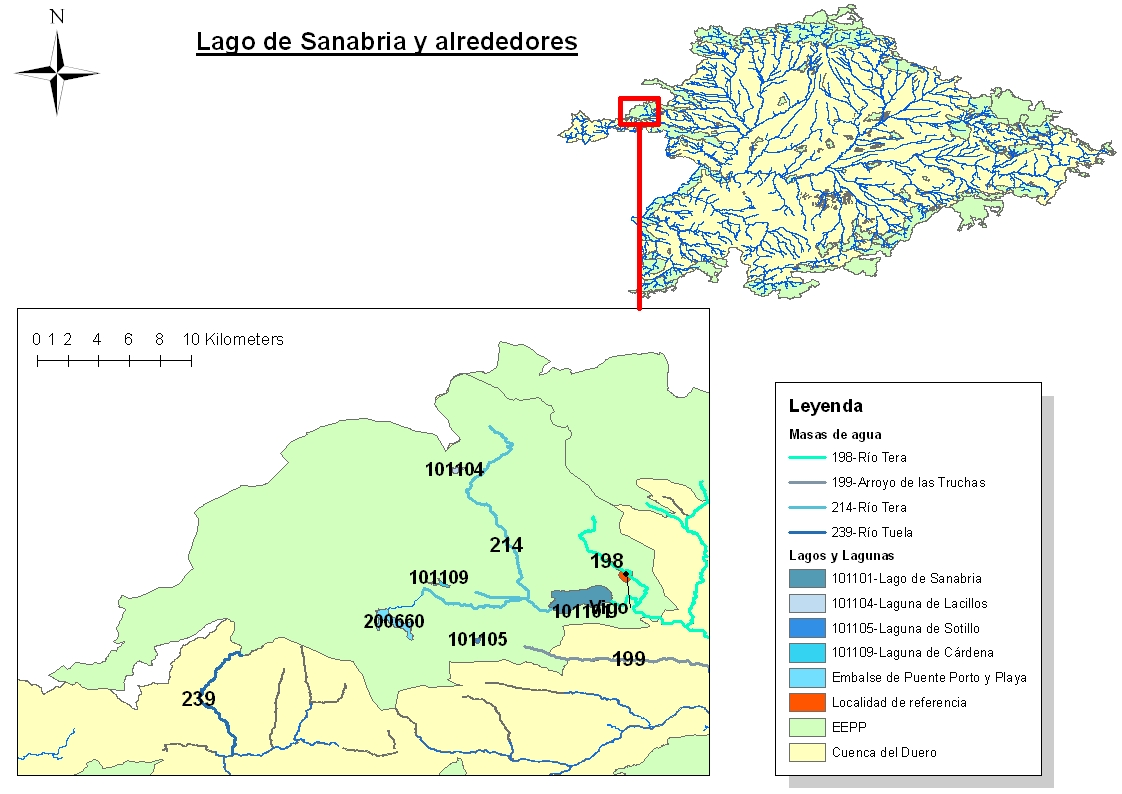 N
Lago de Sanabria y alrededores
0 1 2 4 6 8 10 Kilometers
101104
214
198
101109
101101
Vigo
200660
101105
199
239
Leyenda
Masas de agua
198-Río Tera
199-Arroyo de las Truchas
214-Río Tera
239-Río Tuela
Lagos y Lagunas
101101-Lago de Sanabria
101104-Laguna de Lacillos
101105-Laguna de Sotillo
101109-Laguna de Cárdena
Embalse de Puente Porto y Playa
Localidad de referencia
EEPP
Cuenca del Duero